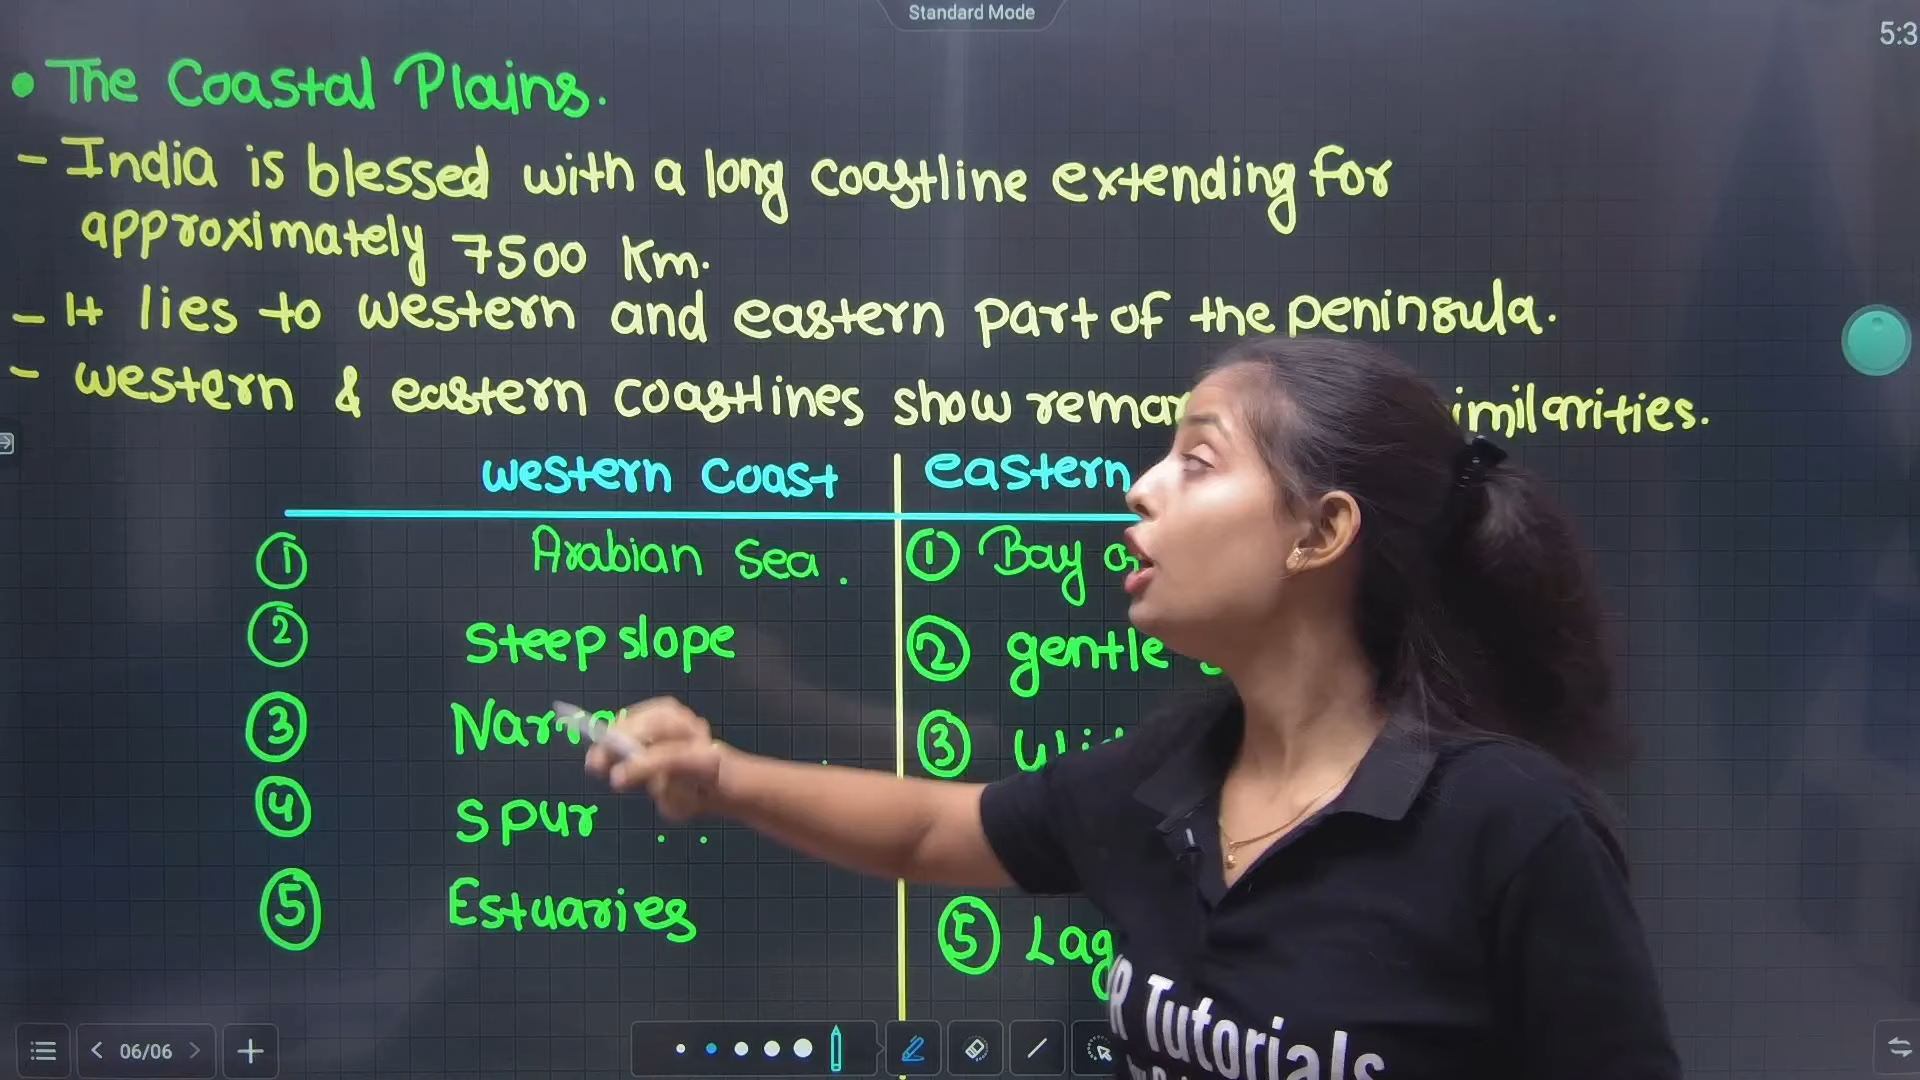 Standard Mode
5:3
• The Coastal Plains.
- India is blessed with a long coastline extending for
approximately 7500 Km.
- It lies to western and eastern part of the peninsula.
- western & eastern coastlines show
western coast eastern
① Arabian Sea. ① Bay
② Steep slope ② gentle
③ ③
④ Spur
⑤ Estuaries ⑤
06/06
Tutorials